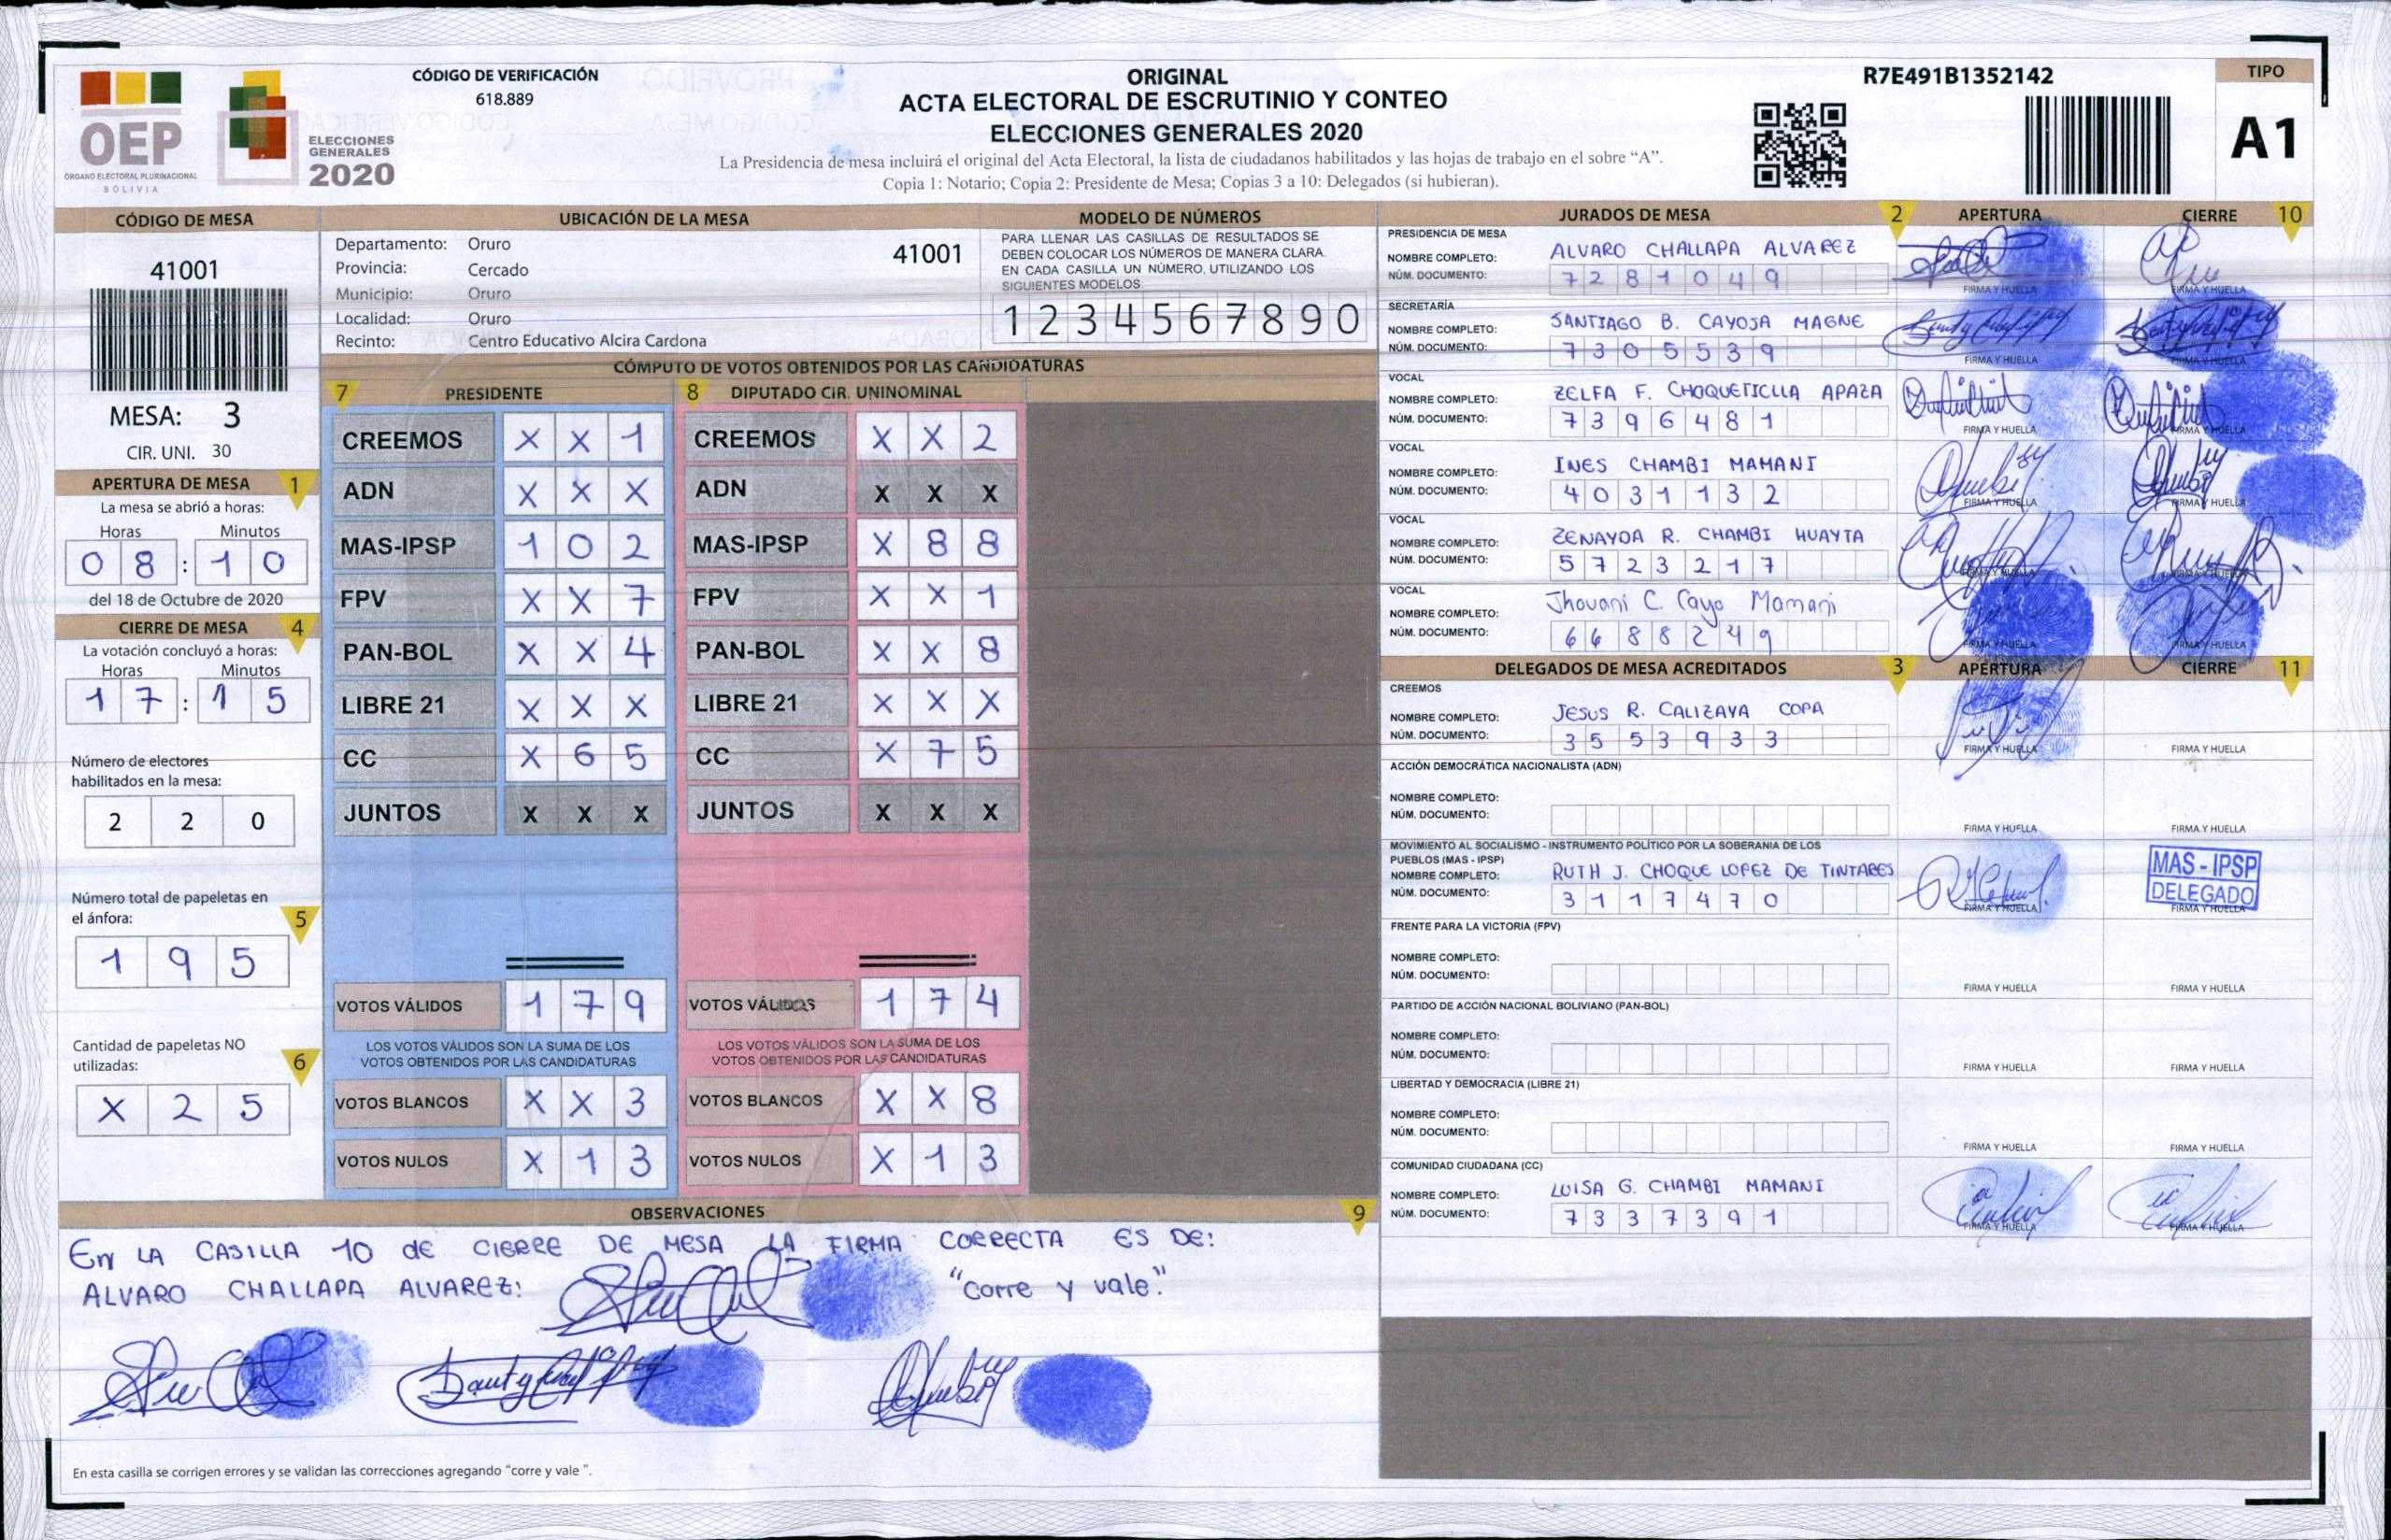 CÓDIGO DE VERIFICACIÓN
618.889
OEP
ÓRGANO ELECTORAL PLURINACIONAL
BOLIVIA
ELECCIONES
GENERALES
2020
ORIGINAL
ACTA ELECTORAL DE ESCRUTINIO Y CONTEO
ELECCIONES GENERALES 2020
La Presidencia de mesa incluirá el original del Acta Electoral, la lista de ciudadanos habilitados y las hojas de trabajo en el sobre “A”.
Copia 1: Notario; Copia 2: Presidente de Mesa; Copias 3 a 10: Delegados (si hubieran).
R7E491B1352142
TIPO
A1
CÓDIGO DE MESA
41001
MESA: 3
CIR. UNI. 30
APERTURA DE MESA 1
La mesa se abrió a horas:
Horas Minutos
0 8 : 1 0
del 18 de Octubre de 2020
CIERRE DE MESA 4
La votación concluyó a horas:
Horas Minutos
1 7 : 1 5
Número de electores
habilitados en la mesa:
2 2 0
Número total de papeletas en
el ánfora: 5
1 9 5
Cantidad de papeletas NO
utilizadas: 6
X 2 5
UBICACIÓN DE LA MESA
Departamento: Oruro 41001
Provincia: Cercado
Municipio: Oruro
Localidad: Oruro
Recinto: Centro Educativo Alcira Cardona
MODELO DE NÚMEROS
PARA LLENAR LAS CASILLAS DE RESULTADOS SE
DEBEN COLOCAR LOS NÚMEROS DE MANERA CLARA.
EN CADA CASILLA UN NÚMERO, UTILIZANDO LOS
SIGUIENTES MODELOS:
1 2 3 4 5 6 7 8 9 0
CÓMPUTO DE VOTOS OBTENIDOS POR LAS CANDIDATURAS
7 PRESIDENTE
CREEMOS X X 1
ADN X X X
MAS-IPSP 1 0 2
FPV X X 7
PAN-BOL X X 4
LIBRE 21 X X X
CC X 6 5
JUNTOS X X X
VOTOS VÁLIDOS 1 7 9
LOS VOTOS VÁLIDOS SON LA SUMA DE LOS
VOTOS OBTENIDOS POR LAS CANDIDATURAS
VOTOS BLANCOS X X 3
VOTOS NULOS X 1 3
8 DIPUTADO CIR. UNINOMINAL
CREEMOS X X 2
ADN X X X
MAS-IPSP X 8 8
FPV X X 1
PAN-BOL X X 8
LIBRE 21 X X X
CC X 7 5
JUNTOS X X X
VOTOS VÁLIDOS 1 7 4
LOS VOTOS VÁLIDOS SON LA SUMA DE LOS
VOTOS OBTENIDOS POR LAS CANDIDATURAS
VOTOS BLANCOS X X 8
VOTOS NULOS X 1 3
OBSERVACIONES 9
En LA CASILLA 10 de CIERRE DE MESA LA FIRMA CORRECTA ES DE:
ALVARO CHALLAPA ALVAREZ: "corre y vale."
En esta casilla se corrigen errores y se validan las correcciones agregando “corre y vale ”.
JURADOS DE MESA 2 APERTURA CIERRE 10
PRESIDENCIA DE MESA
NOMBRE COMPLETO: ALVARO CHALLAPA ALVAREZ
NÚM. DOCUMENTO: 7 2 8 1 0 4 9
FIRMA Y HUELLA FIRMA Y HUELLA
SECRETARÍA
NOMBRE COMPLETO: SANTIAGO B. CAYOJA MAGNE
NÚM. DOCUMENTO: 7 3 0 5 5 3 9
FIRMA Y HUELLA FIRMA Y HUELLA
VOCAL
NOMBRE COMPLETO: ZELFA F. CHOQUETICLLA APAZA
NÚM. DOCUMENTO: 7 3 9 6 4 8 1
FIRMA Y HUELLA FIRMA Y HUELLA
VOCAL
NOMBRE COMPLETO: INES CHAMBI MAMANI
NÚM. DOCUMENTO: 4 0 3 1 1 3 2
FIRMA Y HUELLA FIRMA Y HUELLA
VOCAL
NOMBRE COMPLETO: ZENAYDA R. CHAMBI HUAYTA
NÚM. DOCUMENTO: 5 7 2 3 2 1 7
FIRMA Y HUELLA FIRMA Y HUELLA
VOCAL
NOMBRE COMPLETO: Jhovani C. Cayo Mamani
NÚM. DOCUMENTO: 6 6 8 8 2 4 9
FIRMA Y HUELLA FIRMA Y HUELLA
DELEGADOS DE MESA ACREDITADOS 3 APERTURA CIERRE 11
CREEMOS
NOMBRE COMPLETO: JESUS R. CALIZAYA COPA
NÚM. DOCUMENTO: 3 5 5 3 9 3 3
FIRMA Y HUELLA FIRMA Y HUELLA
ACCIÓN DEMOCRÁTICA NACIONALISTA (ADN)
NOMBRE COMPLETO:
NÚM. DOCUMENTO:
FIRMA Y HUELLA FIRMA Y HUELLA
MOVIMIENTO AL SOCIALISMO - INSTRUMENTO POLÍTICO POR LA SOBERANIA DE LOS
PUEBLOS (MAS - IPSP)
NOMBRE COMPLETO: RUTH J. CHOQUE LOPEZ DE TINTARES
NÚM. DOCUMENTO: 3 1 1 7 4 7 0
MAS - IPSP
DELEGADO
FIRMA Y HUELLA FIRMA Y HUELLA
FRENTE PARA LA VICTORIA (FPV)
NOMBRE COMPLETO:
NÚM. DOCUMENTO:
FIRMA Y HUELLA FIRMA Y HUELLA
PARTIDO DE ACCIÓN NACIONAL BOLIVIANO (PAN-BOL)
NOMBRE COMPLETO:
NÚM. DOCUMENTO:
FIRMA Y HUELLA FIRMA Y HUELLA
LIBERTAD Y DEMOCRACIA (LIBRE 21)
NOMBRE COMPLETO:
NÚM. DOCUMENTO:
FIRMA Y HUELLA FIRMA Y HUELLA
COMUNIDAD CIUDADANA (CC)
NOMBRE COMPLETO: LUISA G. CHAMBI MAMANI
NÚM. DOCUMENTO: 7 3 3 7 3 9 1
FIRMA Y HUELLA FIRMA Y HUELLA